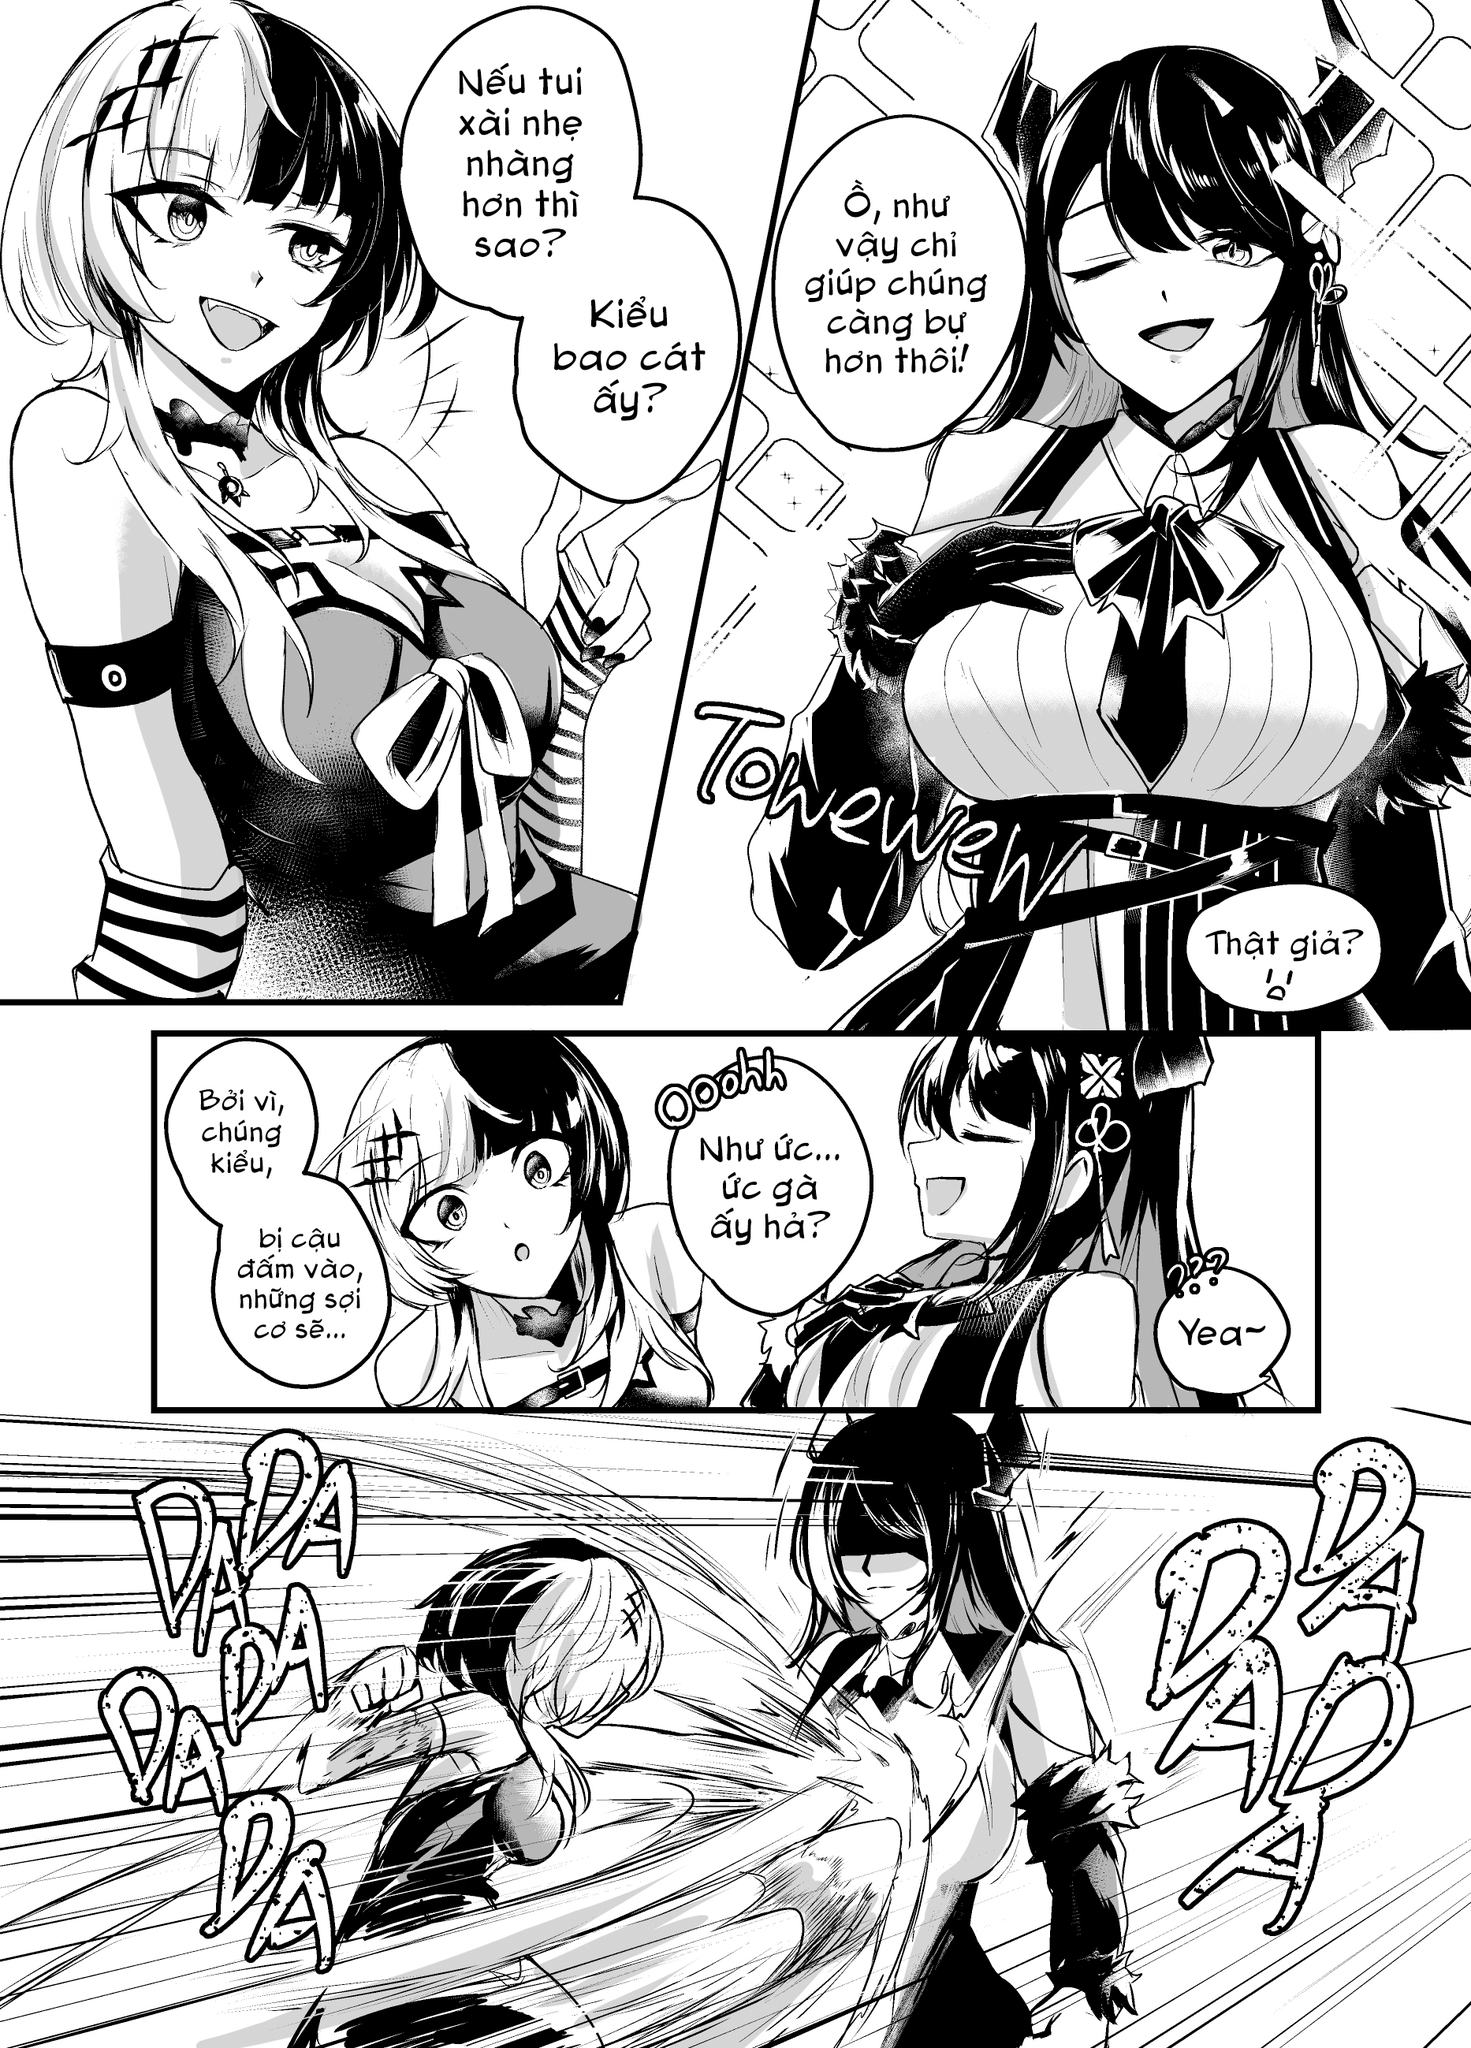 Nếu tui
xài nhẹ
nhàng
hơn thì
sao?
Kiểu
bao cát
ấy?
Ồ, như
vậy chỉ
giúp chúng
càng bự
hơn thôi!
Towewew
Thật giả?
Bởi vì,
chúng
kiểu,
bị cậu
đấm vào,
những sợi
cơ sẽ...
Ooohh
Như ức...
ức gà
ấy hả?
???
Yea~
DADA
DADA
DADA
DADA
DA
DA
DADA
DA